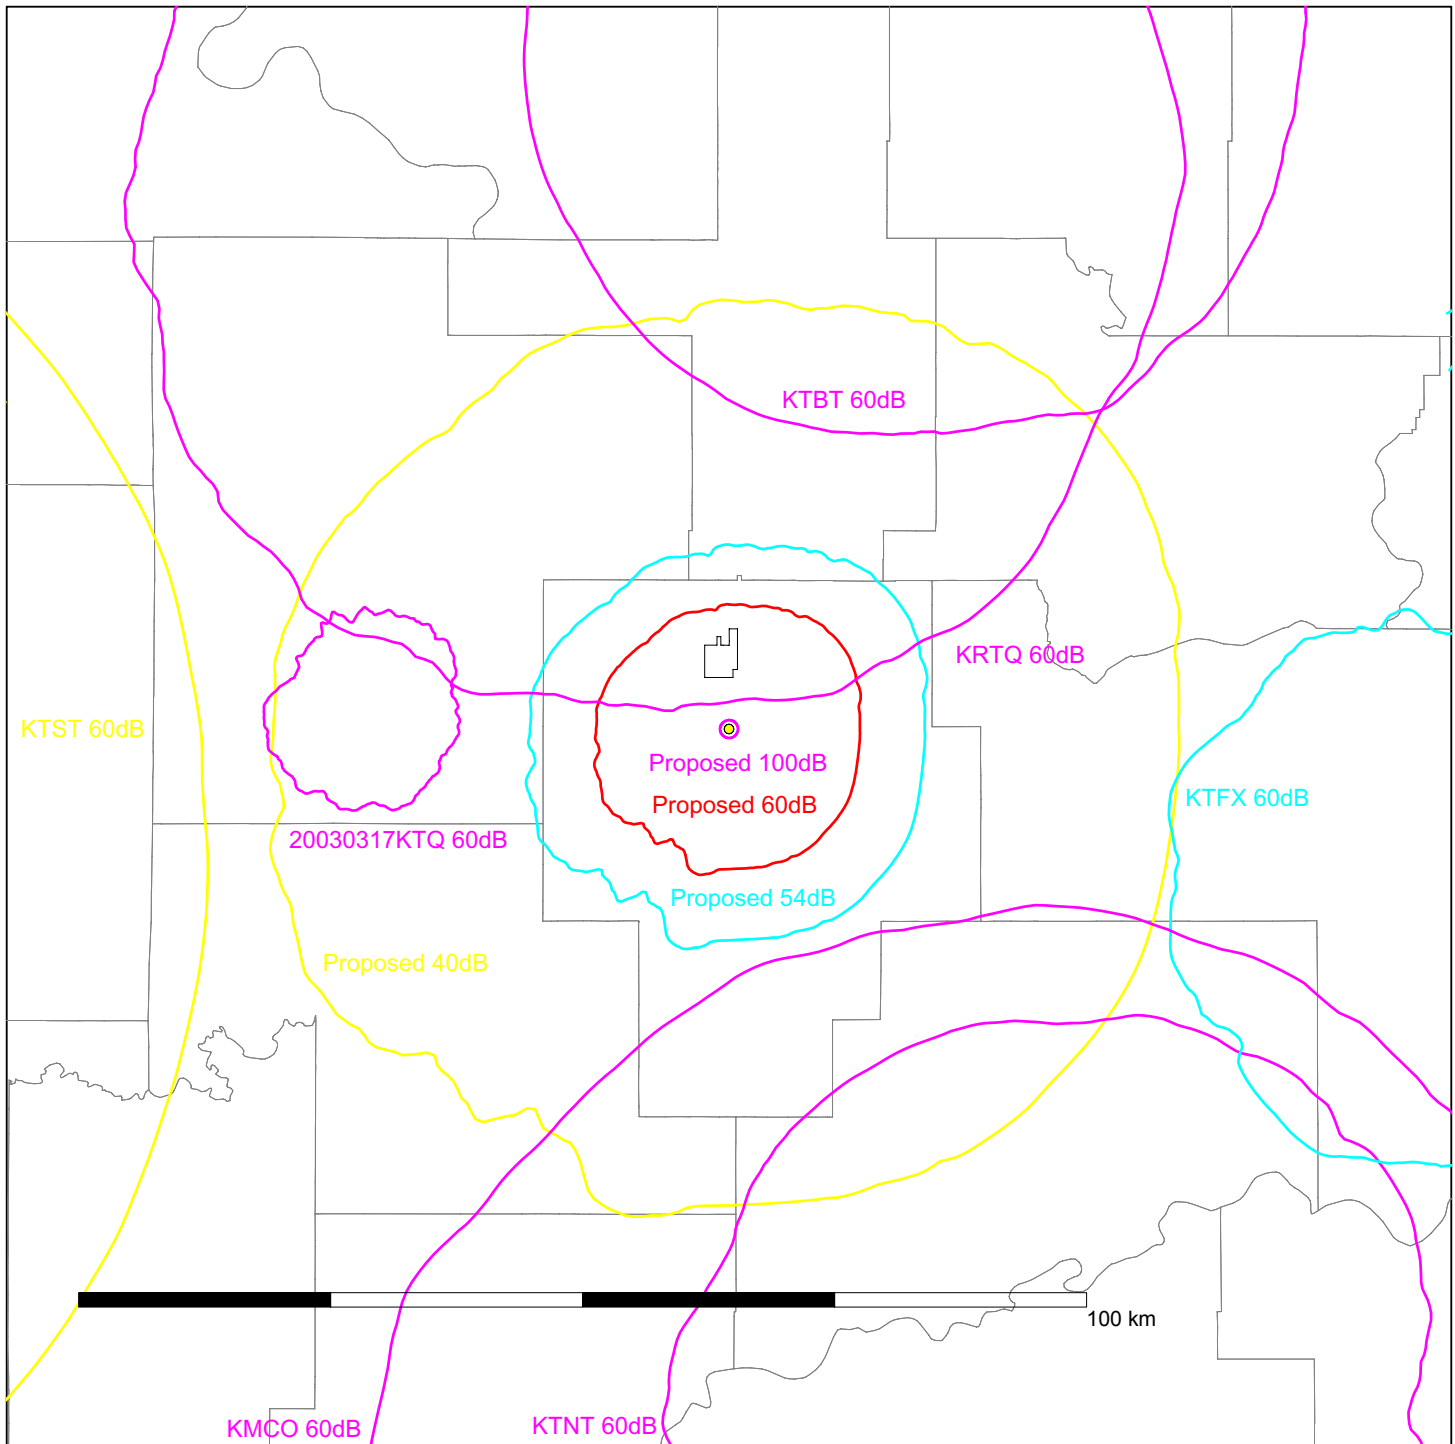 KTBT 60dB
KRTQ 60dB
KTST 60dB
Proposed 100dB
KTFX 60dB
Proposed 60dB
20030317KTQ 60dB
Proposed 54dB
Proposed 40dB
100 km
KMCO 60dB
KTNT 60dB